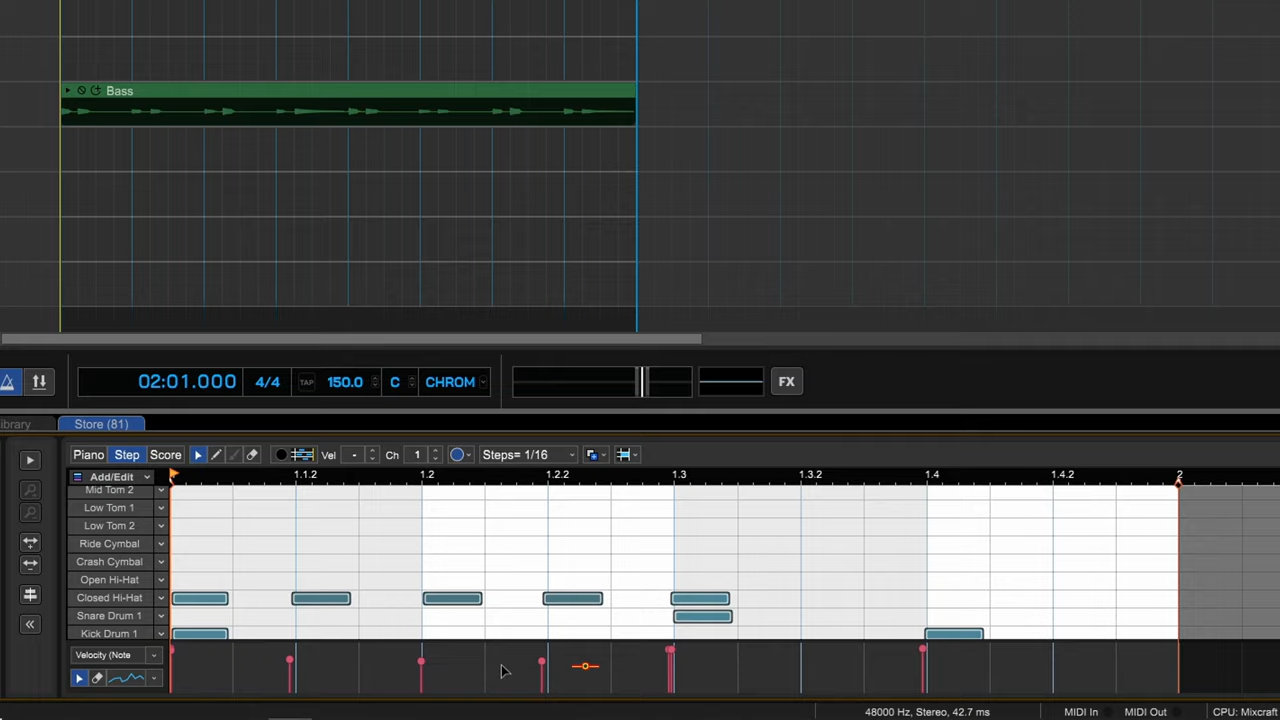 Bass
02:01.000 4/4 TAP 150.0 C CHROM FX
Library Store (81)
Piano Step Score Vel - Ch 1 Steps= 1/16
Add/Edit 1.1.2 1.2 1.2.2 1.3 1.3.2 1.4 1.4.2 2
Mid Tom 2
Low Tom 1
Low Tom 2
Ride Cymbal
Crash Cymbal
Open Hi-Hat
Closed Hi-Hat
Snare Drum 1
Kick Drum 1
Velocity (Note
48000 Hz, Stereo, 42.7 ms MIDI In MIDI Out CPU: Mixcraft